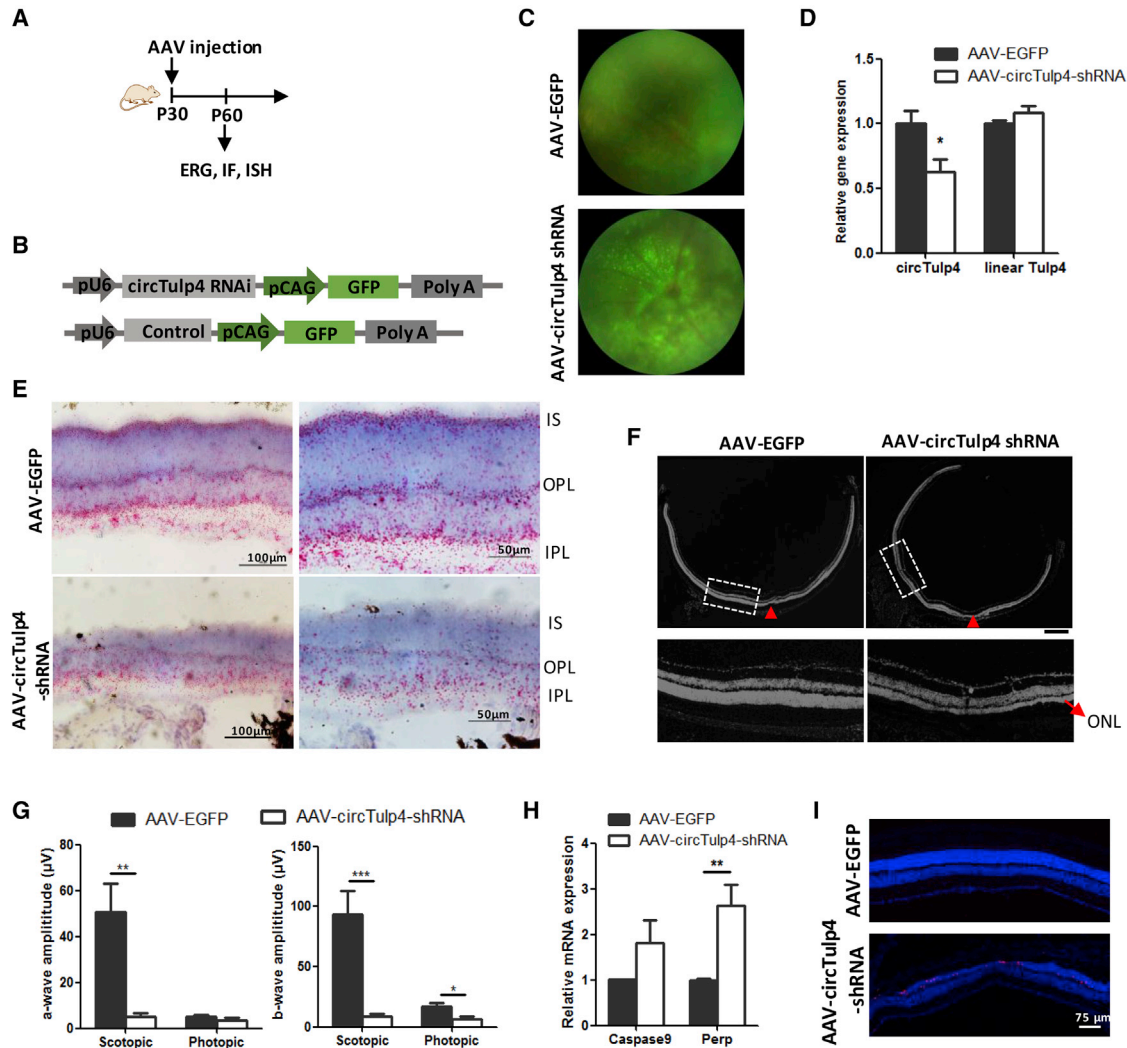 A
AAV injection
P30
P60
ERG, IF, ISH
B
pU6
circTulp4 RNAi
pCAG
GFP
Poly A
pU6
Control
pCAG
GFP
Poly A
C
AAV-EGFP
AAV-circTulp4 shRNA
D
AAV-EGFP
AAV-circTulp4-shRNA
Relative gene expression
1.5
1.0
0.5
0.0
*
circTulp4
linear Tulp4
E
AAV-EGFP
100μm
50μm
IS
OPL
IPL
AAV-circTulp4
-shRNA
100μm
50μm
IS
OPL
IPL
F
AAV-EGFP
AAV-circTulp4 shRNA
ONL
G
AAV-EGFP
AAV-circTulp4-shRNA
a-wave amplititude (μV)
80
60
40
20
0
**
Scotopic
Photopic
b-wave amplititude (μV)
150
100
50
0
***
*
Scotopic
Photopic
H
AAV-EGFP
AAV-circTulp4-shRNA
Relative mRNA expression
4
3
2
1
0
**
Caspase9
Perp
I
AAV-EGFP
AAV-circTulp4
-shRNA
75 μm